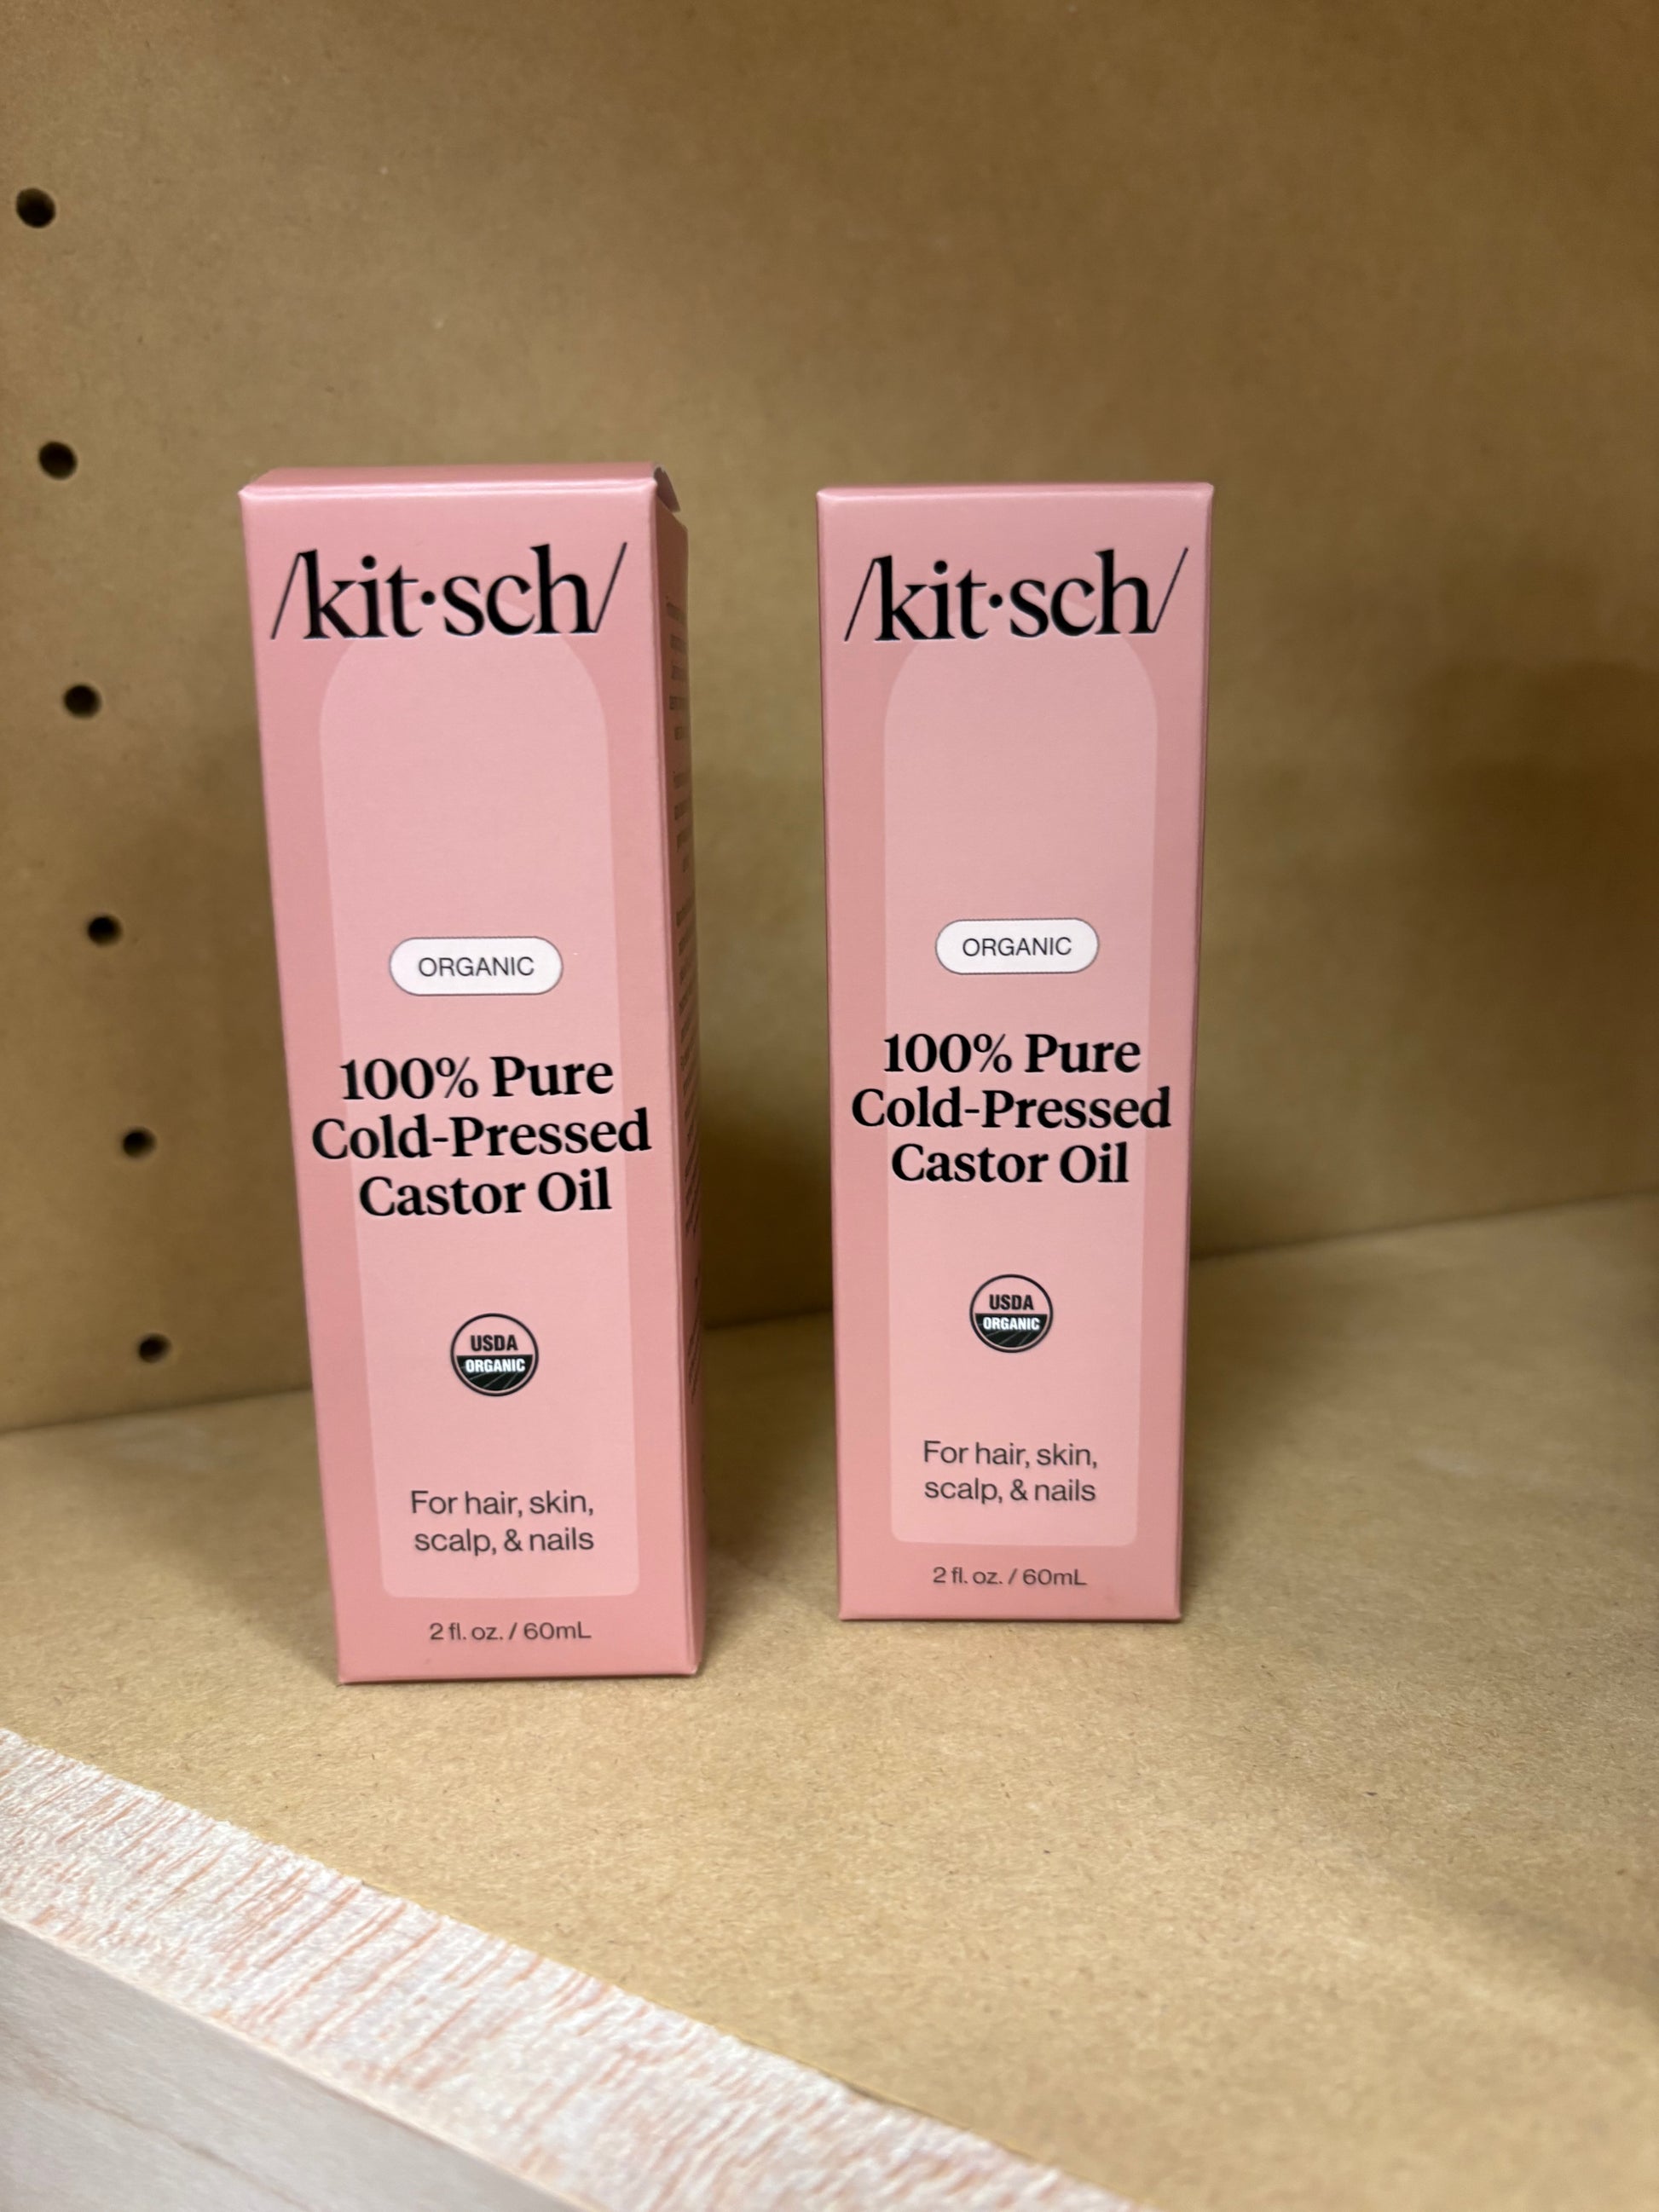 /kit·sch/
ORGANIC
100% Pure
Cold-Pressed
Castor Oil
USDA
ORGANIC
For hair, skin,
scalp, & nails
2 fl. oz. / 60mL
/kit·sch/
ORGANIC
100% Pure
Cold-Pressed
Castor Oil
USDA
ORGANIC
For hair, skin,
scalp, & nails
2 fl. oz. / 60mL